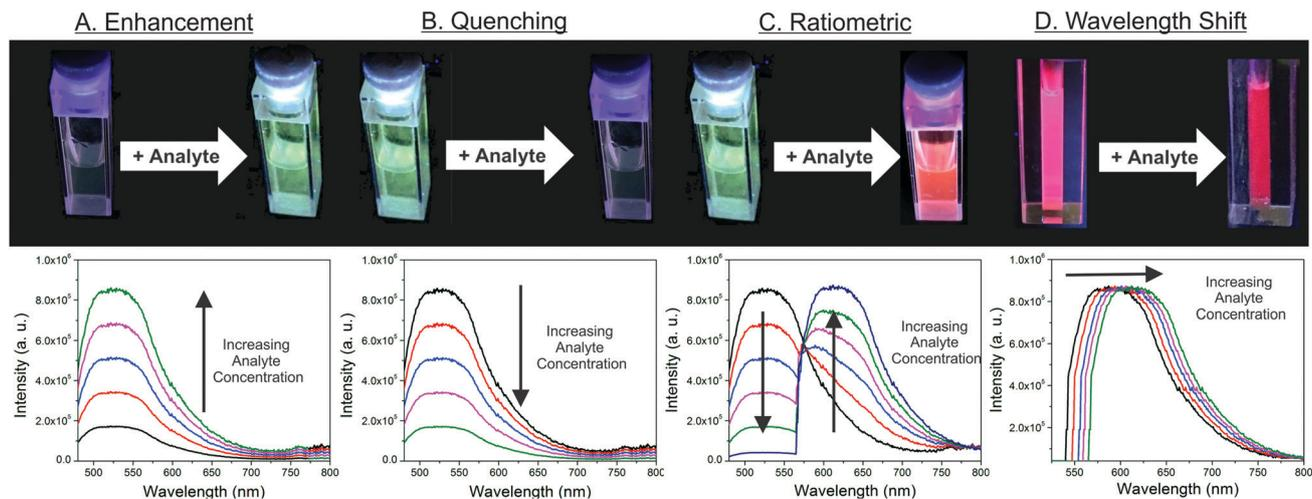 A. Enhancement
B. Quenching
C. Ratiometric
D. Wavelength Shift
+ Analyte
+ Analyte
+ Analyte
+ Analyte
Intensity (a. u.)
1.0x10⁶
8.0x10⁵
6.0x10⁵
4.0x10⁵
2.0x10⁵
0.0
500 550 600 650 700 750 800
Wavelength (nm)
Increasing
Analyte
Concentration
Intensity (a. u.)
1.0x10⁶
8.0x10⁵
6.0x10⁵
4.0x10⁵
2.0x10⁵
0.0
500 550 600 650 700 750 800
Wavelength (nm)
Increasing
Analyte
Concentration
Intensity (a. u.)
1.0x10⁶
8.0x10⁵
6.0x10⁵
4.0x10⁵
2.0x10⁵
0.0
500 550 600 650 700 750 800
Wavelength (nm)
Increasing
Analyte
Concentration
Intensity (a. u.)
1.0x10⁶
8.0x10⁵
6.0x10⁵
4.0x10⁵
2.0x10⁵
550 600 650 700 750 800
Wavelength (nm)
Increasing
Analyte
Concentration